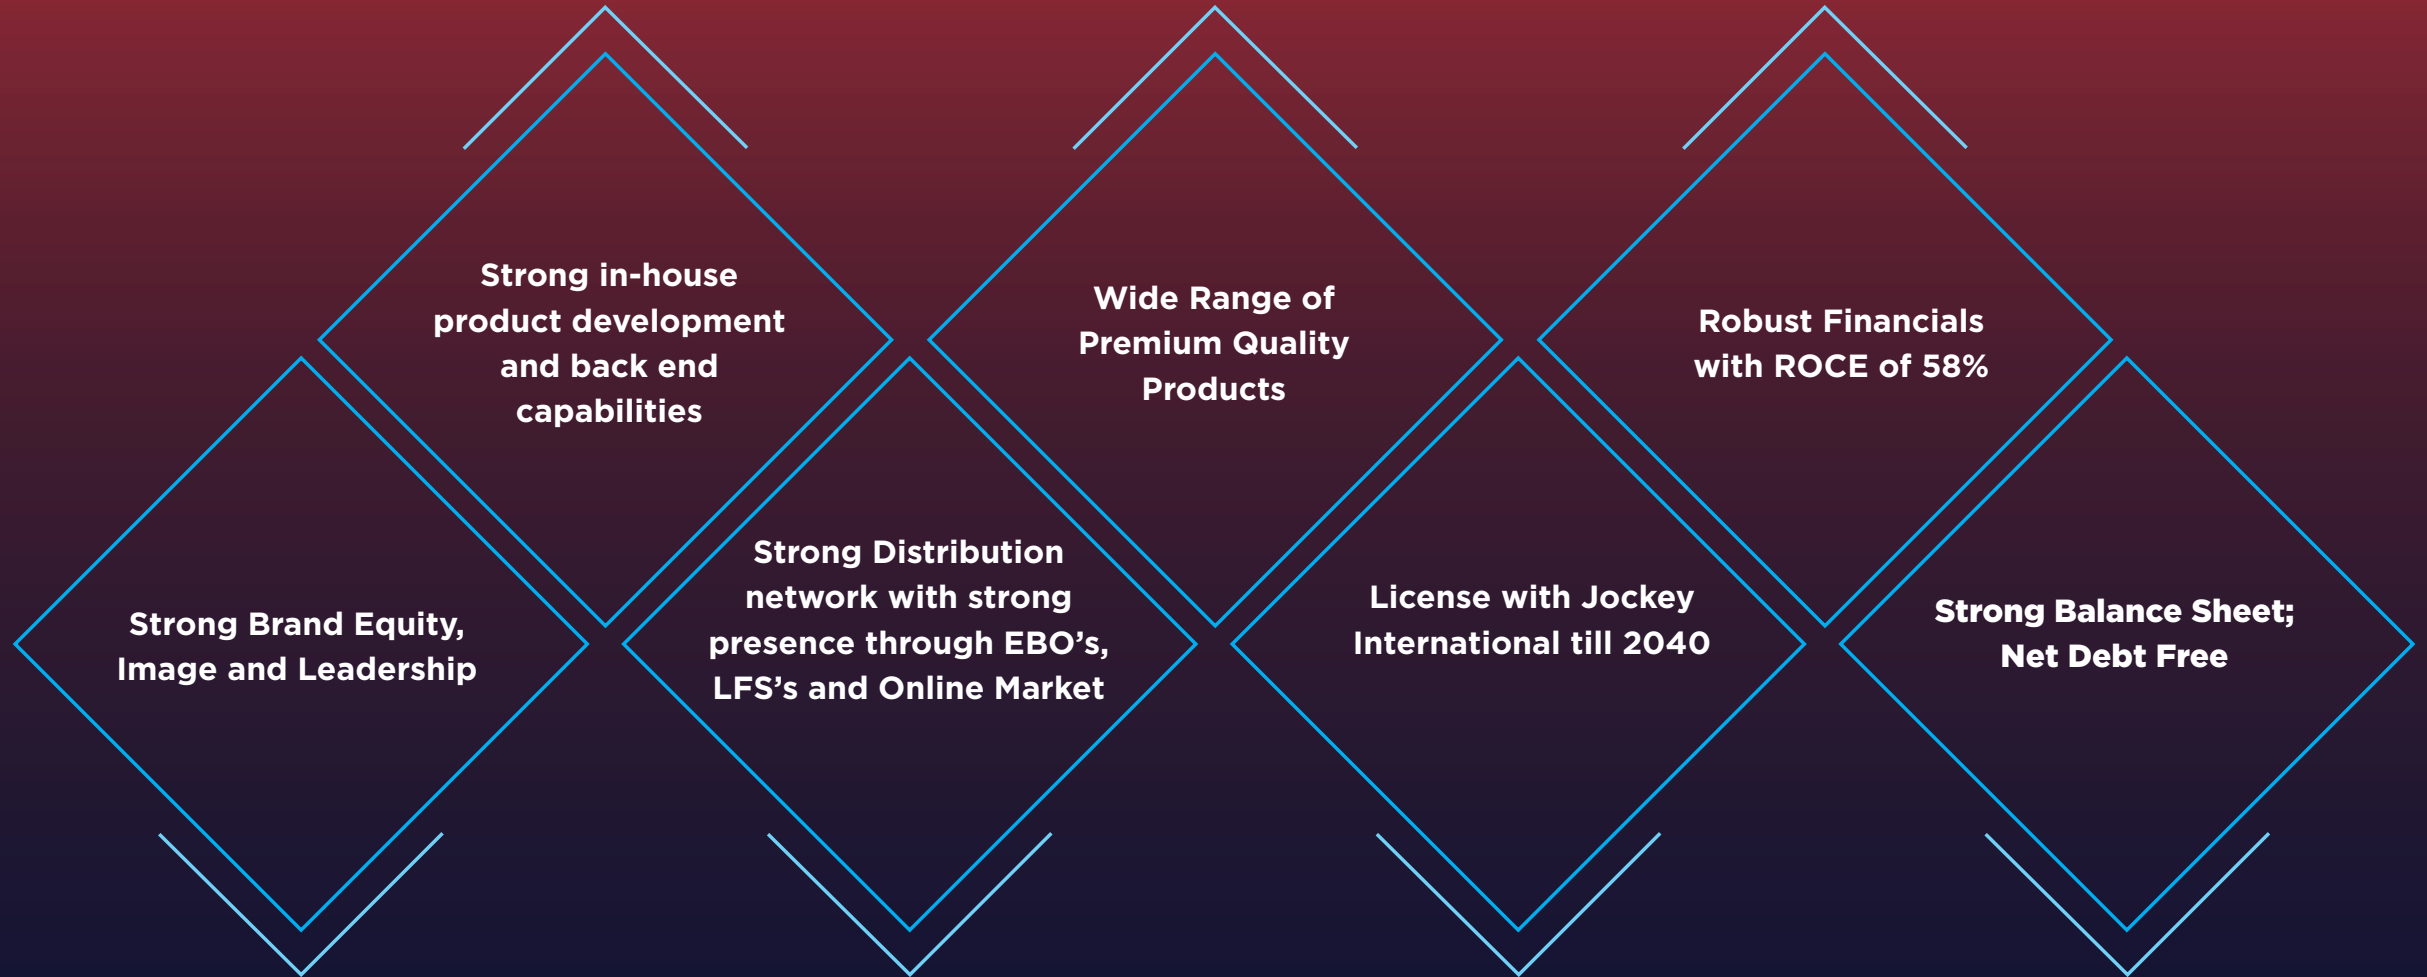 Strong in-house
product development
and back end
capabilities
Wide Range of
Premium Quality
Products
Robust Financials
with ROCE of 58%
Strong Brand Equity,
Image and Leadership
Strong Distribution
network with strong
presence through EBO’s,
LFS’s and Online Market
License with Jockey
International till 2040
Strong Balance Sheet;
Net Debt Free